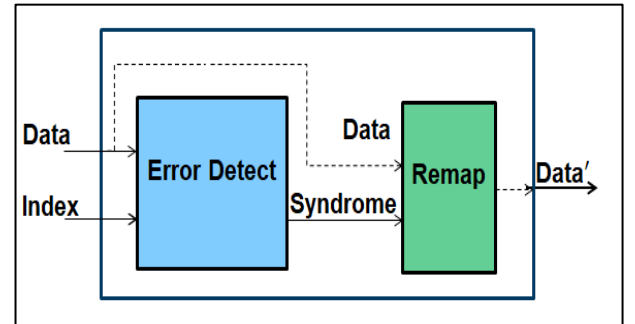 Data
Error Detect
Data
Remap
Data′
Index
Syndrome